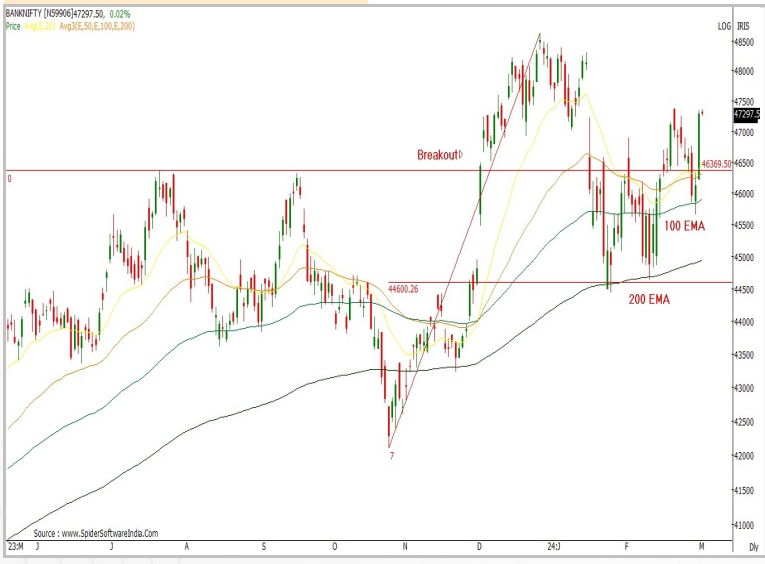 BANKNIFTY [N59906]47297.50, 0.02%
Price Avg(E,20) Avg3(E,50,E,100,E,200)
LOG IRIS
48500
48000
47500
47297.5
47000
46500
46369.50
46000
45500
45000
44500
44000
43500
43000
42500
42000
41500
41000
Breakout
0
100 EMA
44600.26
200 EMA
7
Source : www.SpiderSoftwareIndia.Com
23:M J J A S O N D 24:J F M Dly